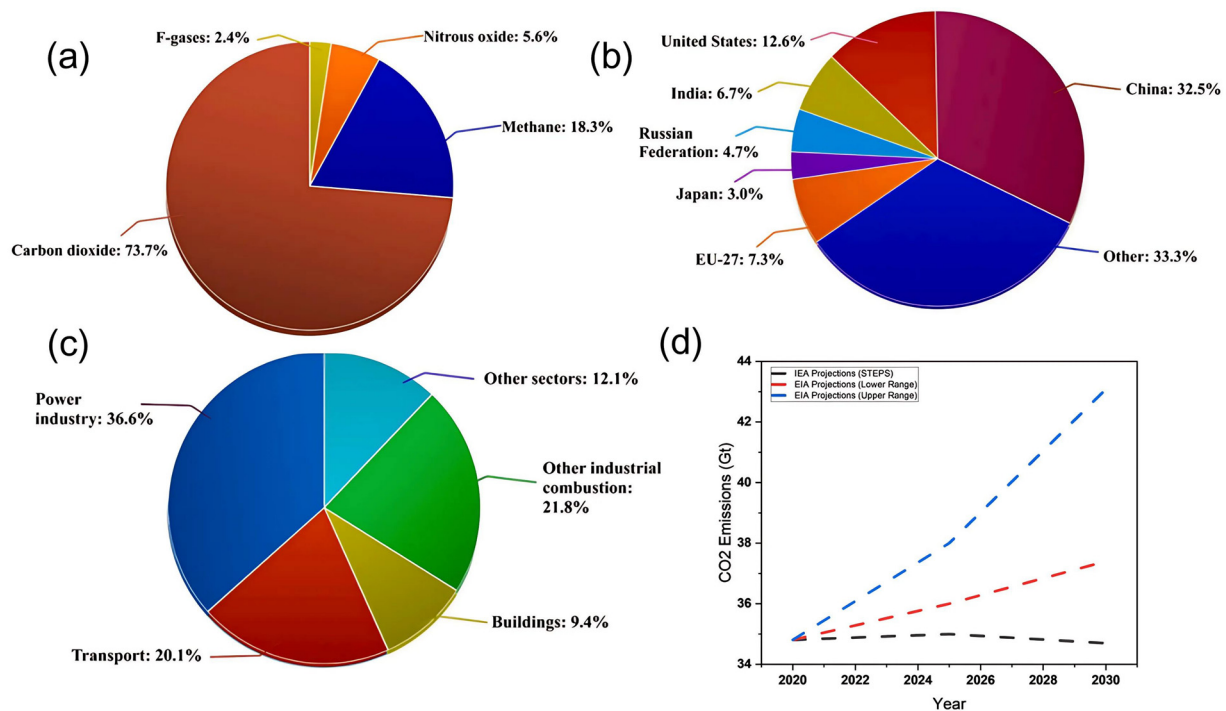 (a)
F-gases: 2.4%
Nitrous oxide: 5.6%
Methane: 18.3%
Carbon dioxide: 73.7%
(b)
United States: 12.6%
China: 32.5%
India: 6.7%
Russian
Federation: 4.7%
Japan: 3.0%
EU-27: 7.3%
Other: 33.3%
(c)
Power
industry: 36.6%
Other sectors: 12.1%
Other industrial
combustion:
21.8%
Buildings: 9.4%
Transport: 20.1%
(d)
IEA Projections (STEPS)
EIA Projections (Lower Range)
EIA Projections (Upper Range)
CO2 Emissions (Gt)
44
42
40
38
36
34
2020
2022
2024
2026
2028
2030
Year